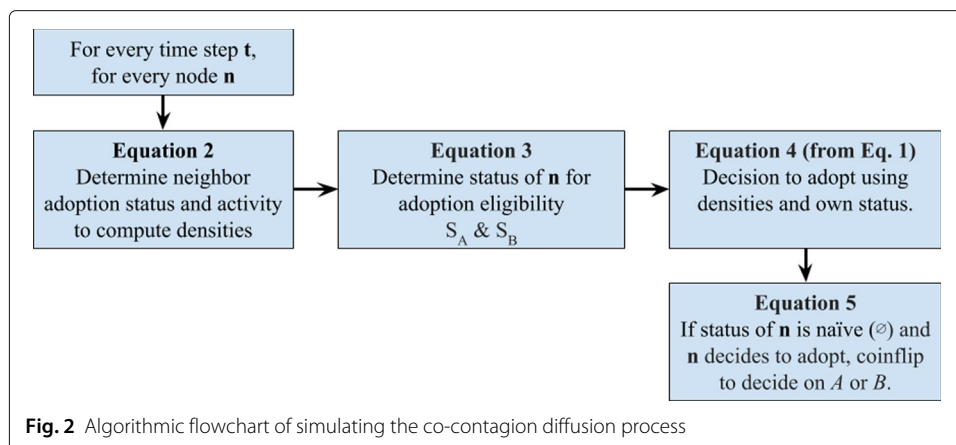 For every time step t,
for every node n
Equation 2
Determine neighbor
adoption status and activity
to compute densities
Equation 3
Determine status of n for
adoption eligibility
S_A & S_B
Equation 4 (from Eq. 1)
Decision to adopt using
densities and own status.
Equation 5
If status of n is naïve (∅) and
n decides to adopt, coinflip
to decide on A or B.
Fig. 2 Algorithmic flowchart of simulating the co-contagion diffusion process